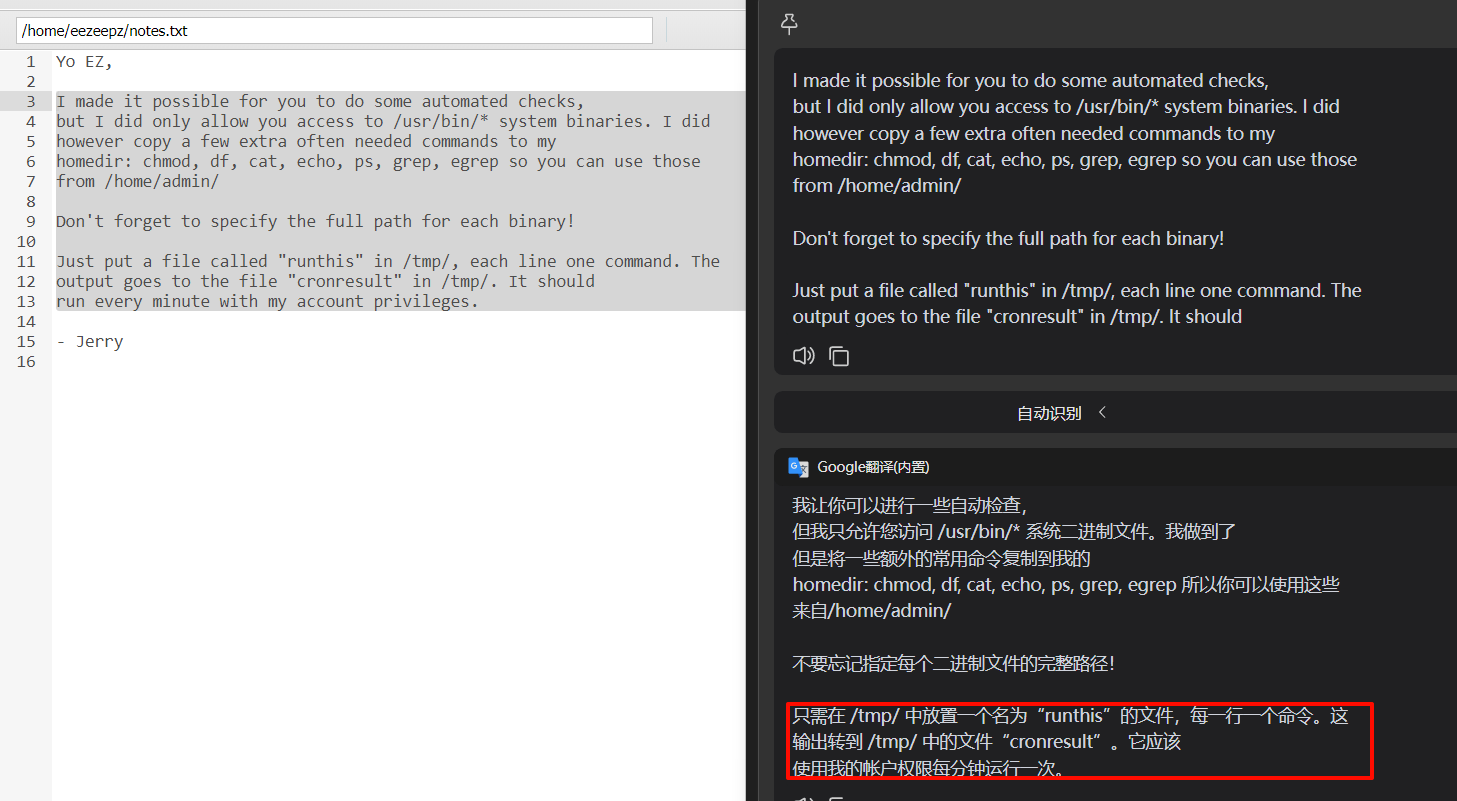 /home/eezeepz/notes.txt
1 Yo EZ,
2
3 I made it possible for you to do some automated checks,
4 but I did only allow you access to /usr/bin/* system binaries. I did
5 however copy a few extra often needed commands to my
6 homedir: chmod, df, cat, echo, ps, grep, egrep so you can use those
7 from /home/admin/
8
9 Don't forget to specify the full path for each binary!
10
11 Just put a file called "runthis" in /tmp/, each line one command. The
12 output goes to the file "cronresult" in /tmp/. It should
13 run every minute with my account privileges.
14
15 - Jerry
16
I made it possible for you to do some automated checks,
but I did only allow you access to /usr/bin/* system binaries. I did
however copy a few extra often needed commands to my
homedir: chmod, df, cat, echo, ps, grep, egrep so you can use those
from /home/admin/
Don't forget to specify the full path for each binary!
Just put a file called "runthis" in /tmp/, each line one command. The
output goes to the file "cronresult" in /tmp/. It should
自动识别
Google翻译(内置)
我让你可以进行一些自动检查，
但我只允许您访问 /usr/bin/* 系统二进制文件。我做到了
但是将一些额外的常用命令复制到我的
homedir: chmod, df, cat, echo, ps, grep, egrep 所以你可以使用这些
来自/home/admin/
不要忘记指定每个二进制文件的完整路径！
只需在 /tmp/ 中放置一个名为“runthis”的文件，每一行一个命令。这
输出转到 /tmp/ 中的文件“cronresult”。它应该
使用我的帐户权限每分钟运行一次。